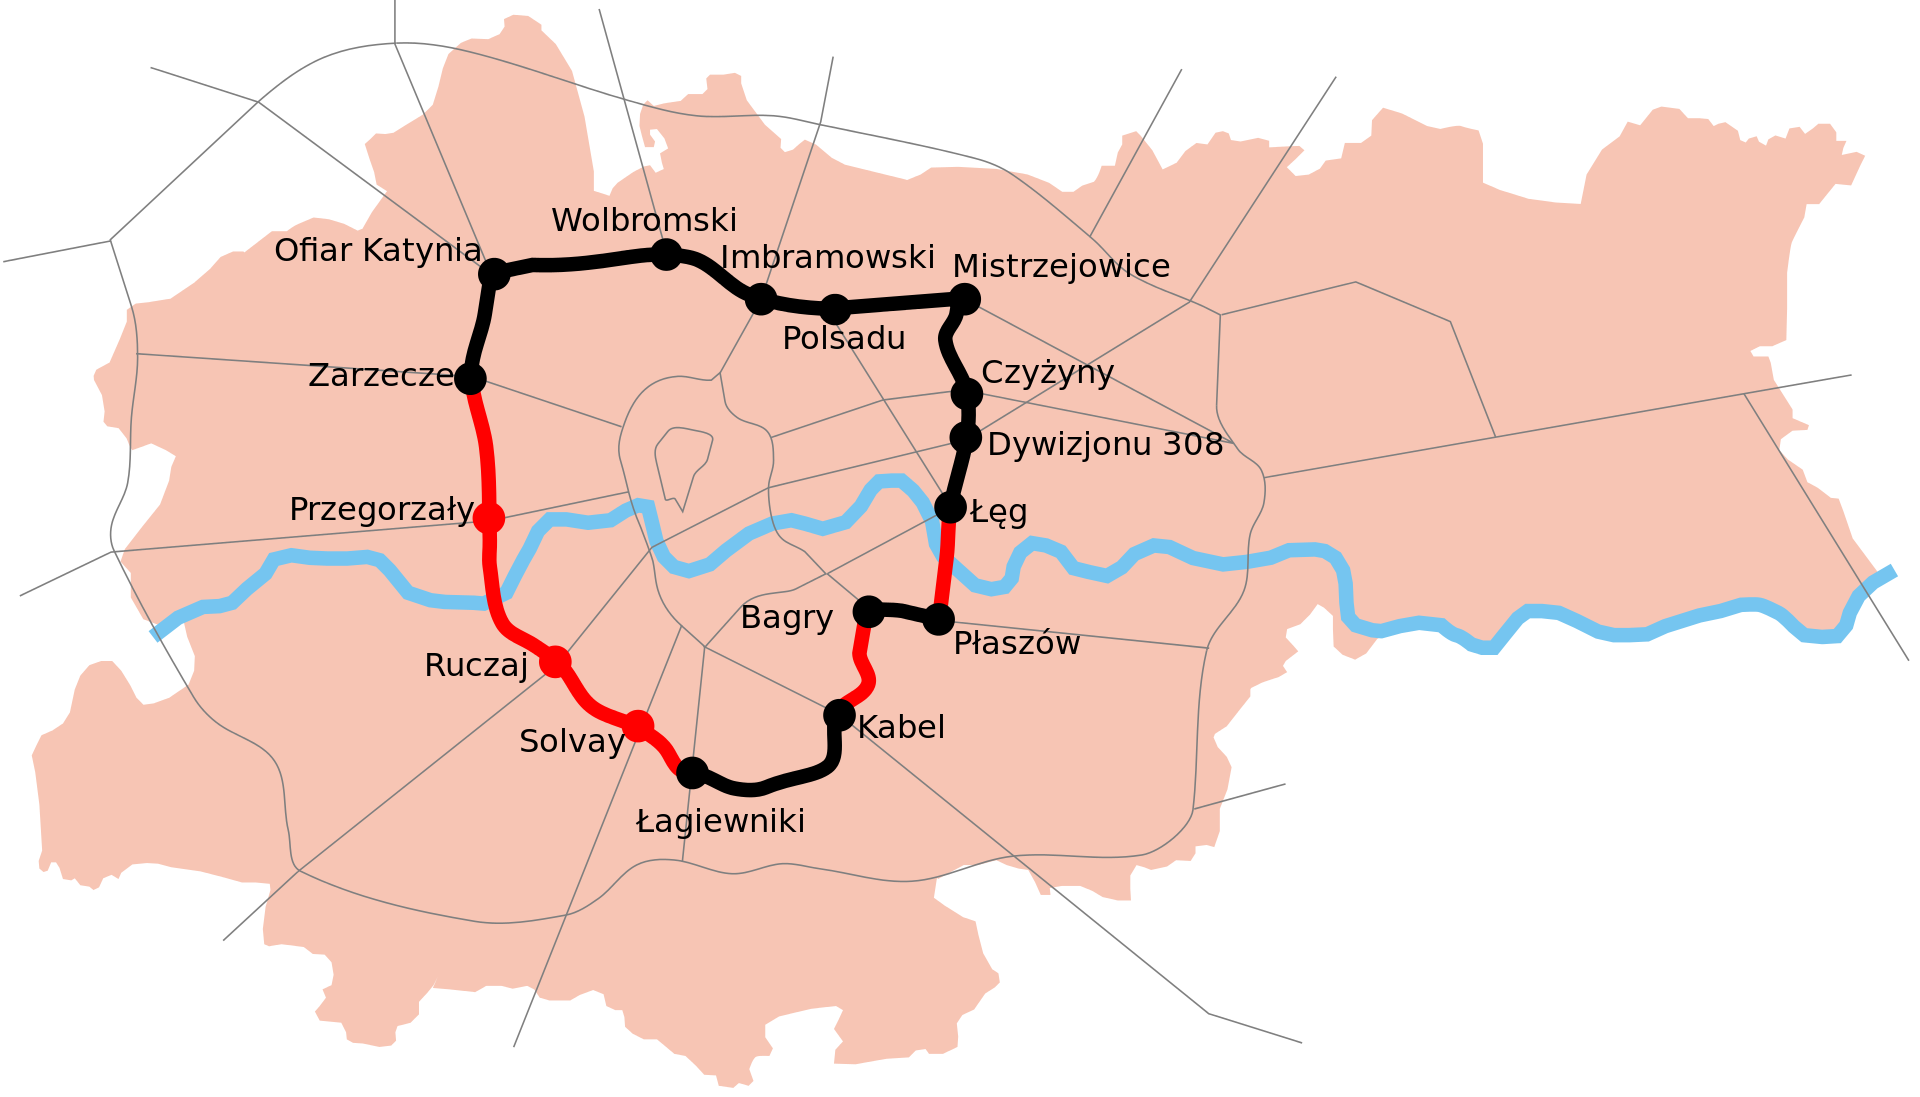 Wolbromski
Ofiar Katynia
Imbramowski
Mistrzejowice
Polsadu
Zarzecze
Czyżyny
Dywizjonu 308
Przegorzały
Łęg
Bagry
Płaszów
Ruczaj
Kabel
Solvay
Łagiewniki